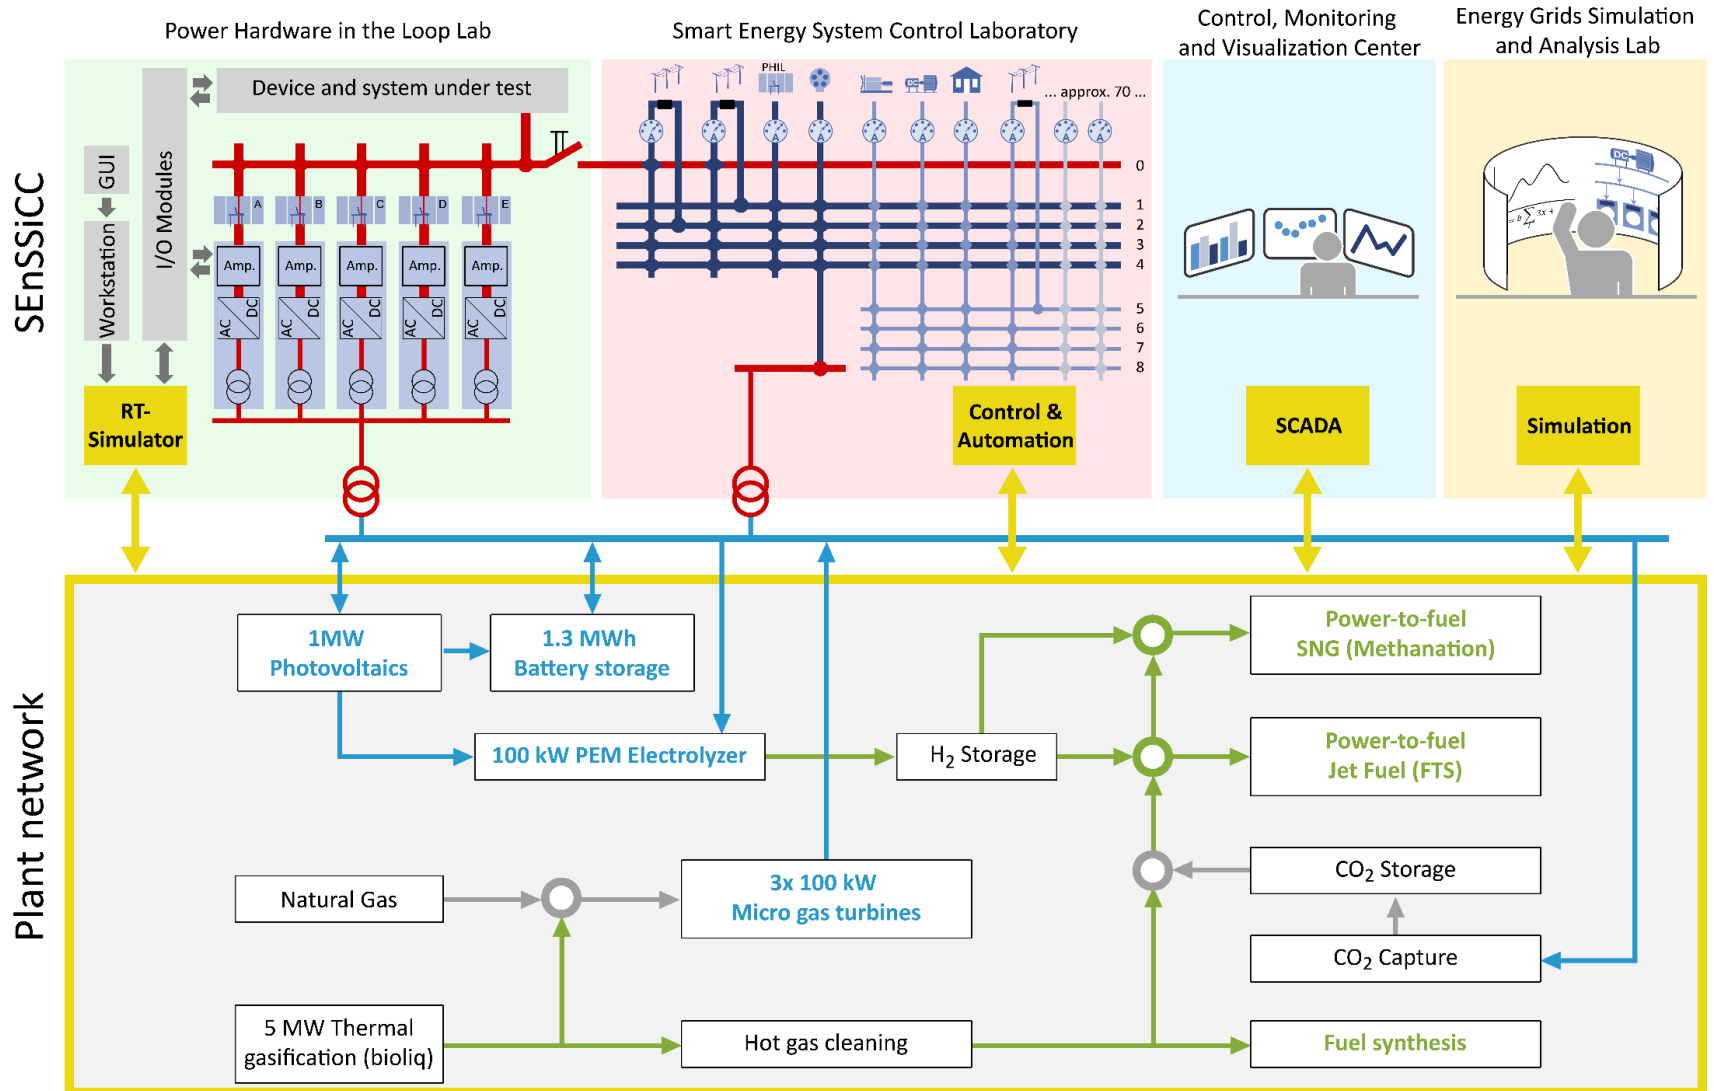 Power Hardware in the Loop Lab
Smart Energy System Control Laboratory
Control, Monitoring
and Visualization Center
Energy Grids Simulation
and Analysis Lab
SEnSSiCC
Device and system under test
GUI
Workstation
I/O Modules
A
B
C
D
E
Amp.
Amp.
Amp.
Amp.
Amp.
AC
DC
AC
DC
AC
DC
AC
DC
AC
DC
RT-
Simulator
PHIL
... approx. 70 ...
A
A
A
A
A
A
A
A
A
A
0
1
2
3
4
5
6
7
8
Control &
Automation
SCADA
DC
= b ∑ 3x +
Simulation
Plant network
1MW
Photovoltaics
1.3 MWh
Battery storage
100 kW PEM Electrolyzer
H₂ Storage
Power-to-fuel
SNG (Methanation)
Power-to-fuel
Jet Fuel (FTS)
Natural Gas
3x 100 kW
Micro gas turbines
CO₂ Storage
CO₂ Capture
5 MW Thermal
gasification (bioliq)
Hot gas cleaning
Fuel synthesis